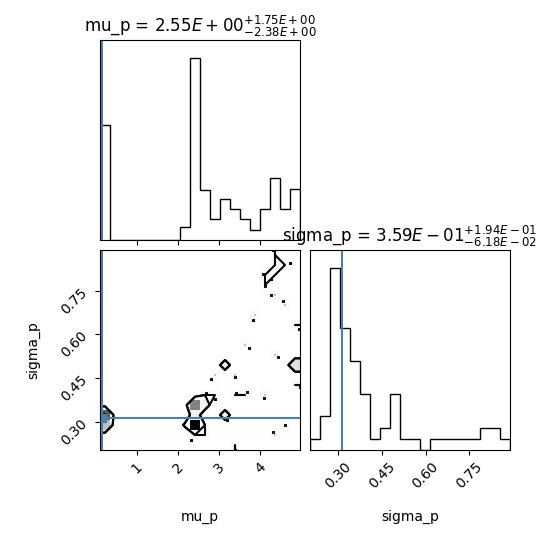 mu_p = 2.55E + 00+1.75E+00−2.38E+00
sigma_p = 3.59E − 01+1.94E−01−6.18E−02
sigma_p
0.75
0.60
0.45
0.30
1 2 3 4
0.30 0.45 0.60 0.75
mu_p
sigma_p